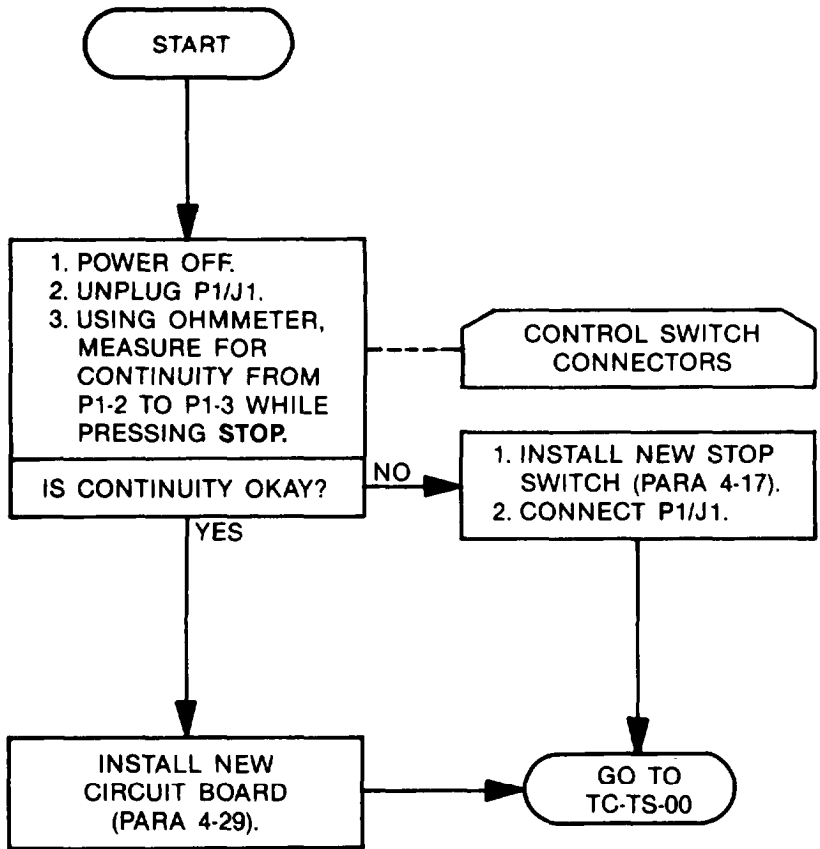 START
1. POWER OFF.
2. UNPLUG P1/J1.
3. USING OHMMETER,
MEASURE FOR
CONTINUITY FROM
P1-2 TO P1-3 WHILE
PRESSING STOP.
CONTROL SWITCH
CONNECTORS
IS CONTINUITY OKAY?
NO
1. INSTALL NEW STOP
SWITCH (PARA 4-17).
2. CONNECT P1/J1.
YES
INSTALL NEW
CIRCUIT BOARD
(PARA 4-29).
GO TO
TC-TS-00